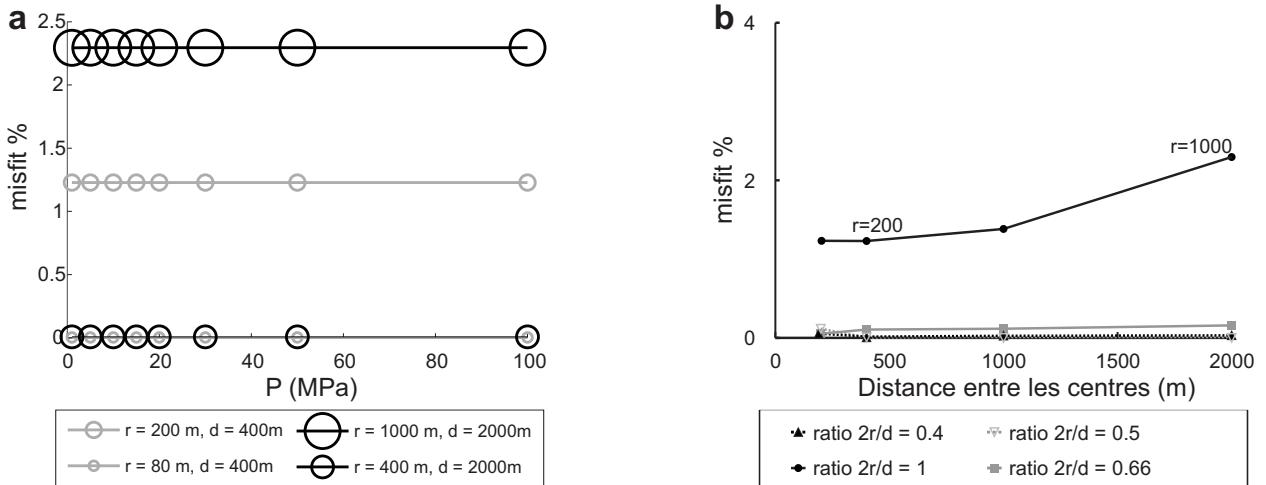 a
2.5
2
1.5
1
0.5
0
misfit %
0
20
40
60
80
100
P (MPa)
r = 200 m, d = 400m
r = 1000 m, d = 2000m
r = 80 m, d = 400m
r = 400 m, d = 2000m
b
4
2
0
misfit %
r=200
r=1000
0
500
1000
1500
2000
Distance entre les centres (m)
ratio 2r/d = 0.4
ratio 2r/d = 0.5
ratio 2r/d = 1
ratio 2r/d = 0.66